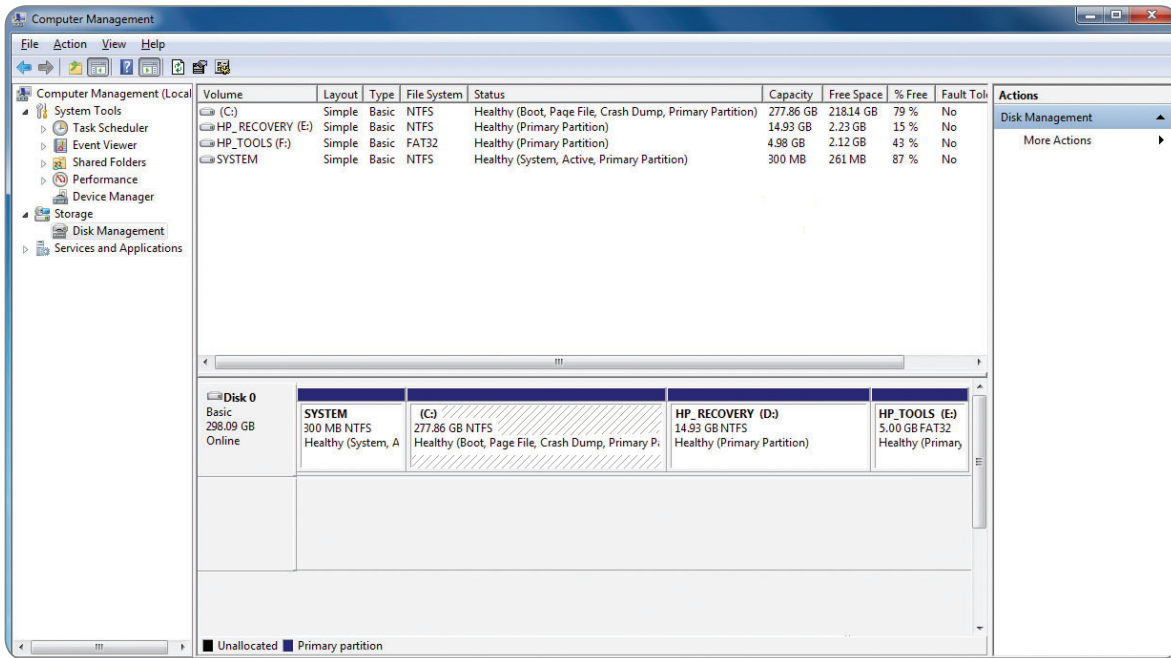 Computer Management
File Action View Help
Computer Management (Local
System Tools
Task Scheduler
Event Viewer
Shared Folders
Performance
Device Manager
Storage
Disk Management
Services and Applications
Volume Layout Type File System Status Capacity Free Space % Free Fault Tol
(C:) Simple Basic NTFS Healthy (Boot, Page File, Crash Dump, Primary Partition) 277.86 GB 218.14 GB 79 % No
HP_RECOVERY (E:) Simple Basic NTFS Healthy (Primary Partition) 14.93 GB 2.23 GB 15 % No
HP_TOOLS (F:) Simple Basic FAT32 Healthy (Primary Partition) 4.98 GB 2.12 GB 43 % No
SYSTEM Simple Basic NTFS Healthy (System, Active, Primary Partition) 300 MB 261 MB 87 % No
Disk 0
Basic
298.09 GB
Online
SYSTEM
300 MB NTFS
Healthy (System, A
(C:)
277.86 GB NTFS
Healthy (Boot, Page File, Crash Dump, Primary P
HP_RECOVERY (D:)
14.93 GB NTFS
Healthy (Primary Partition)
HP_TOOLS (E:)
5.00 GB FAT32
Healthy (Primary
Unallocated Primary partition
Actions
Disk Management
More Actions